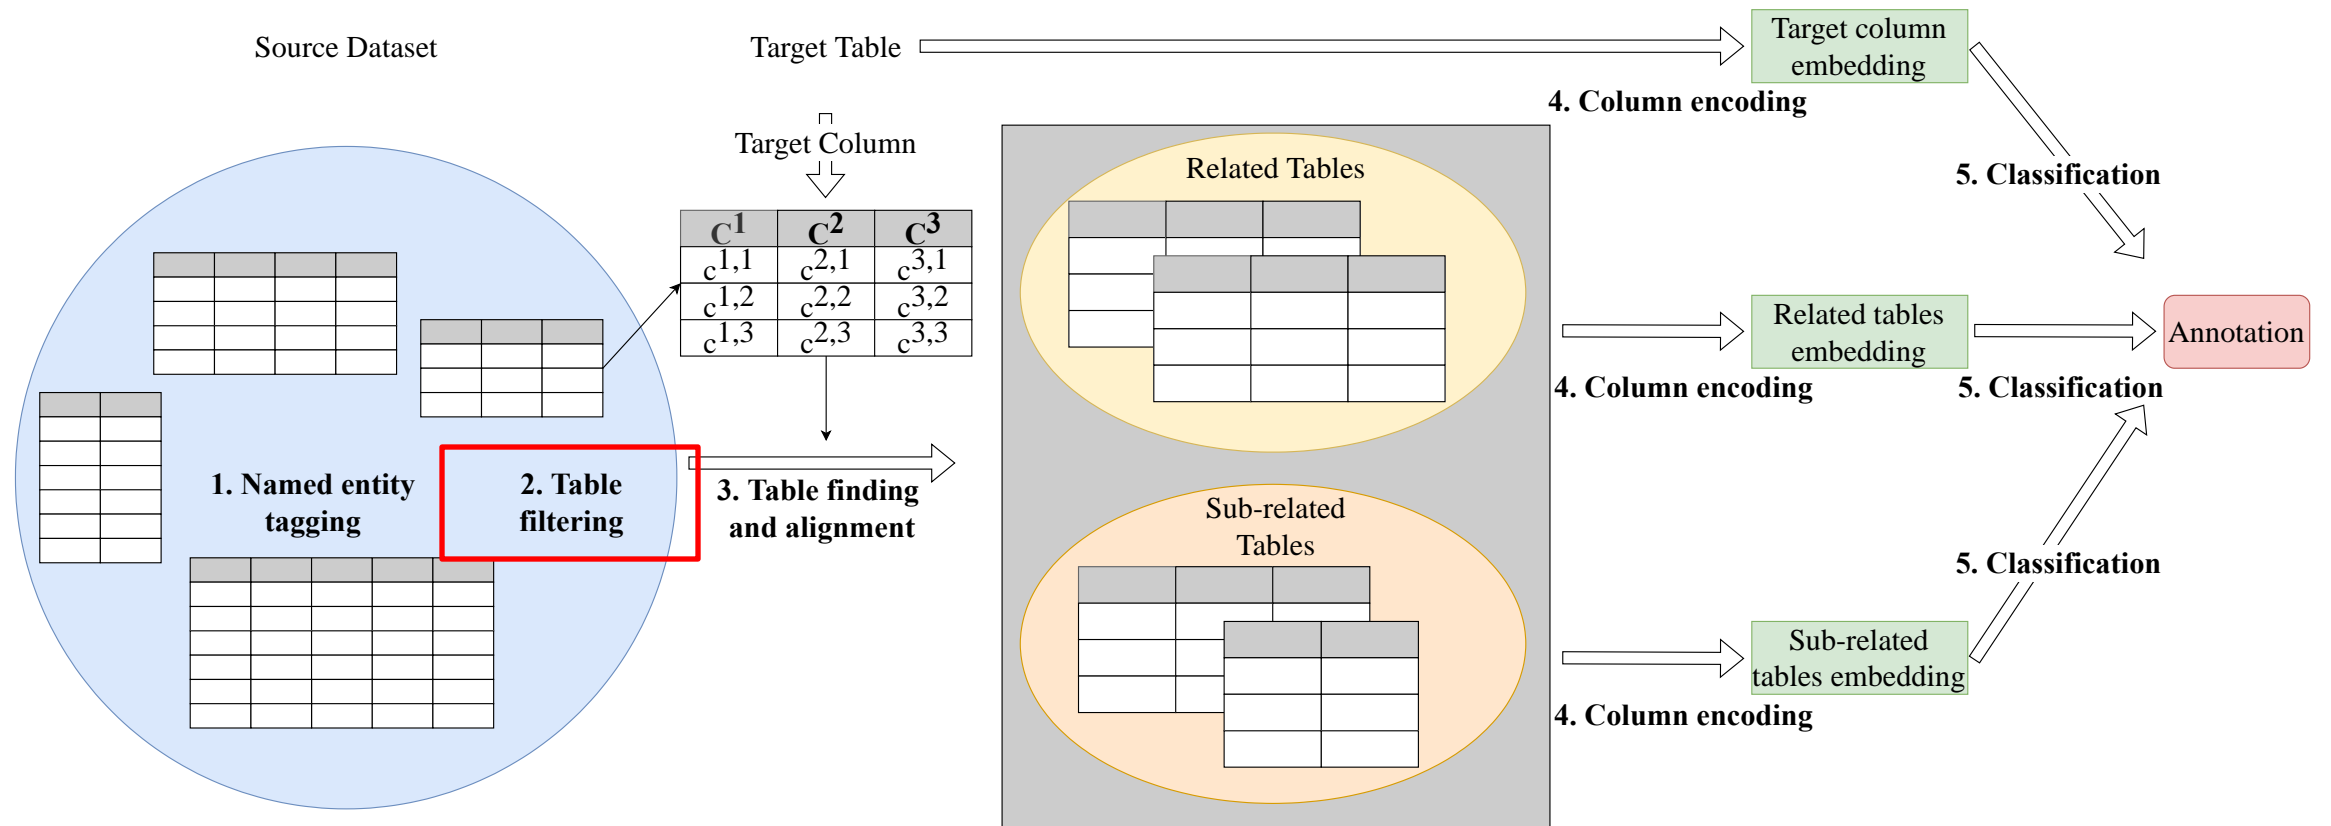 Source Dataset
Target Table
Target column
embedding
4. Column encoding
Target Column
5. Classification
Related Tables
C1 C2 C3
c1,1 c2,1 c3,1
c1,2 c2,2 c3,2
c1,3 c2,3 c3,3
Related tables
embedding
Annotation
4. Column encoding
5. Classification
1. Named entity
tagging
2. Table
filtering
3. Table finding
and alignment
Sub-related
Tables
5. Classification
Sub-related
tables embedding
4. Column encoding